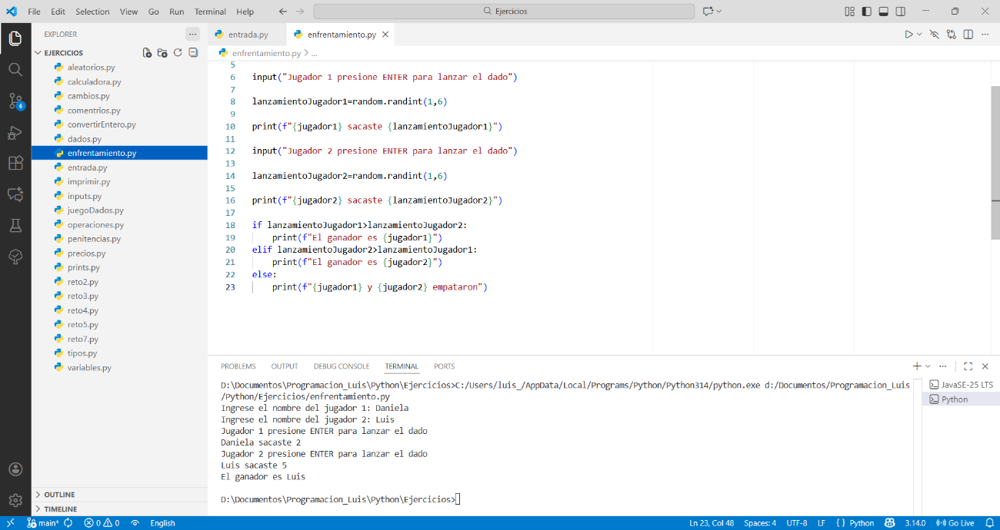 File Edit Selection View Go Run Terminal Help
Ejercicios
EXPLORER
EJERCICIOS
aleatorios.py
calculadora.py
cambios.py
comentrios.py
convertirEntero.py
dados.py
enfrentamiento.py
entrada.py
imprimir.py
inputs.py
juegoDados.py
operaciones.py
penitencias.py
precios.py
prints.py
reto2.py
reto3.py
reto4.py
reto5.py
reto7.py
tipos.py
variables.py
OUTLINE
TIMELINE
6
entrada.py
enfrentamiento.py
enfrentamiento.py > ...
5
6 input("Jugador 1 presione ENTER para lanzar el dado")
7
8 lanzamientoJugador1=random.randint(1,6)
9
10 print(f"{jugador1} sacaste {lanzamientoJugador1}")
11
12 input("Jugador 2 presione ENTER para lanzar el dado")
13
14 lanzamientoJugador2=random.randint(1,6)
15
16 print(f"{jugador2} sacaste {lanzamientoJugador2}")
17
18 if lanzamientoJugador1>lanzamientoJugador2:
19 print(f"El ganador es {jugador1}")
20 elif lanzamientoJugador2>lanzamientoJugador1:
21 print(f"El ganador es {jugador2}")
22 else:
23 print(f"{jugador1} y {jugador2} empataron")
PROBLEMS OUTPUT DEBUG CONSOLE TERMINAL PORTS
D:\Documentos\Programacion_Luis\Python\Ejercicios>C:/Users/luis_/AppData/Local/Programs/Python/Python314/python.exe d:/Documentos/Programacion_Luis
/Python/Ejercicios/enfrentamiento.py
Ingrese el nombre del jugador 1: Daniela
Ingrese el nombre del jugador 2: Luis
Jugador 1 presione ENTER para lanzar el dado
Daniela sacaste 2
Jugador 2 presione ENTER para lanzar el dado
Luis sacaste 5
El ganador es Luis
D:\Documentos\Programacion_Luis\Python\Ejercicios>
JavaSE-25 LTS
Python
main* 0 0 English Ln 23, Col 48 Spaces: 4 UTF-8 LF { } Python 3.14.0 Go Live